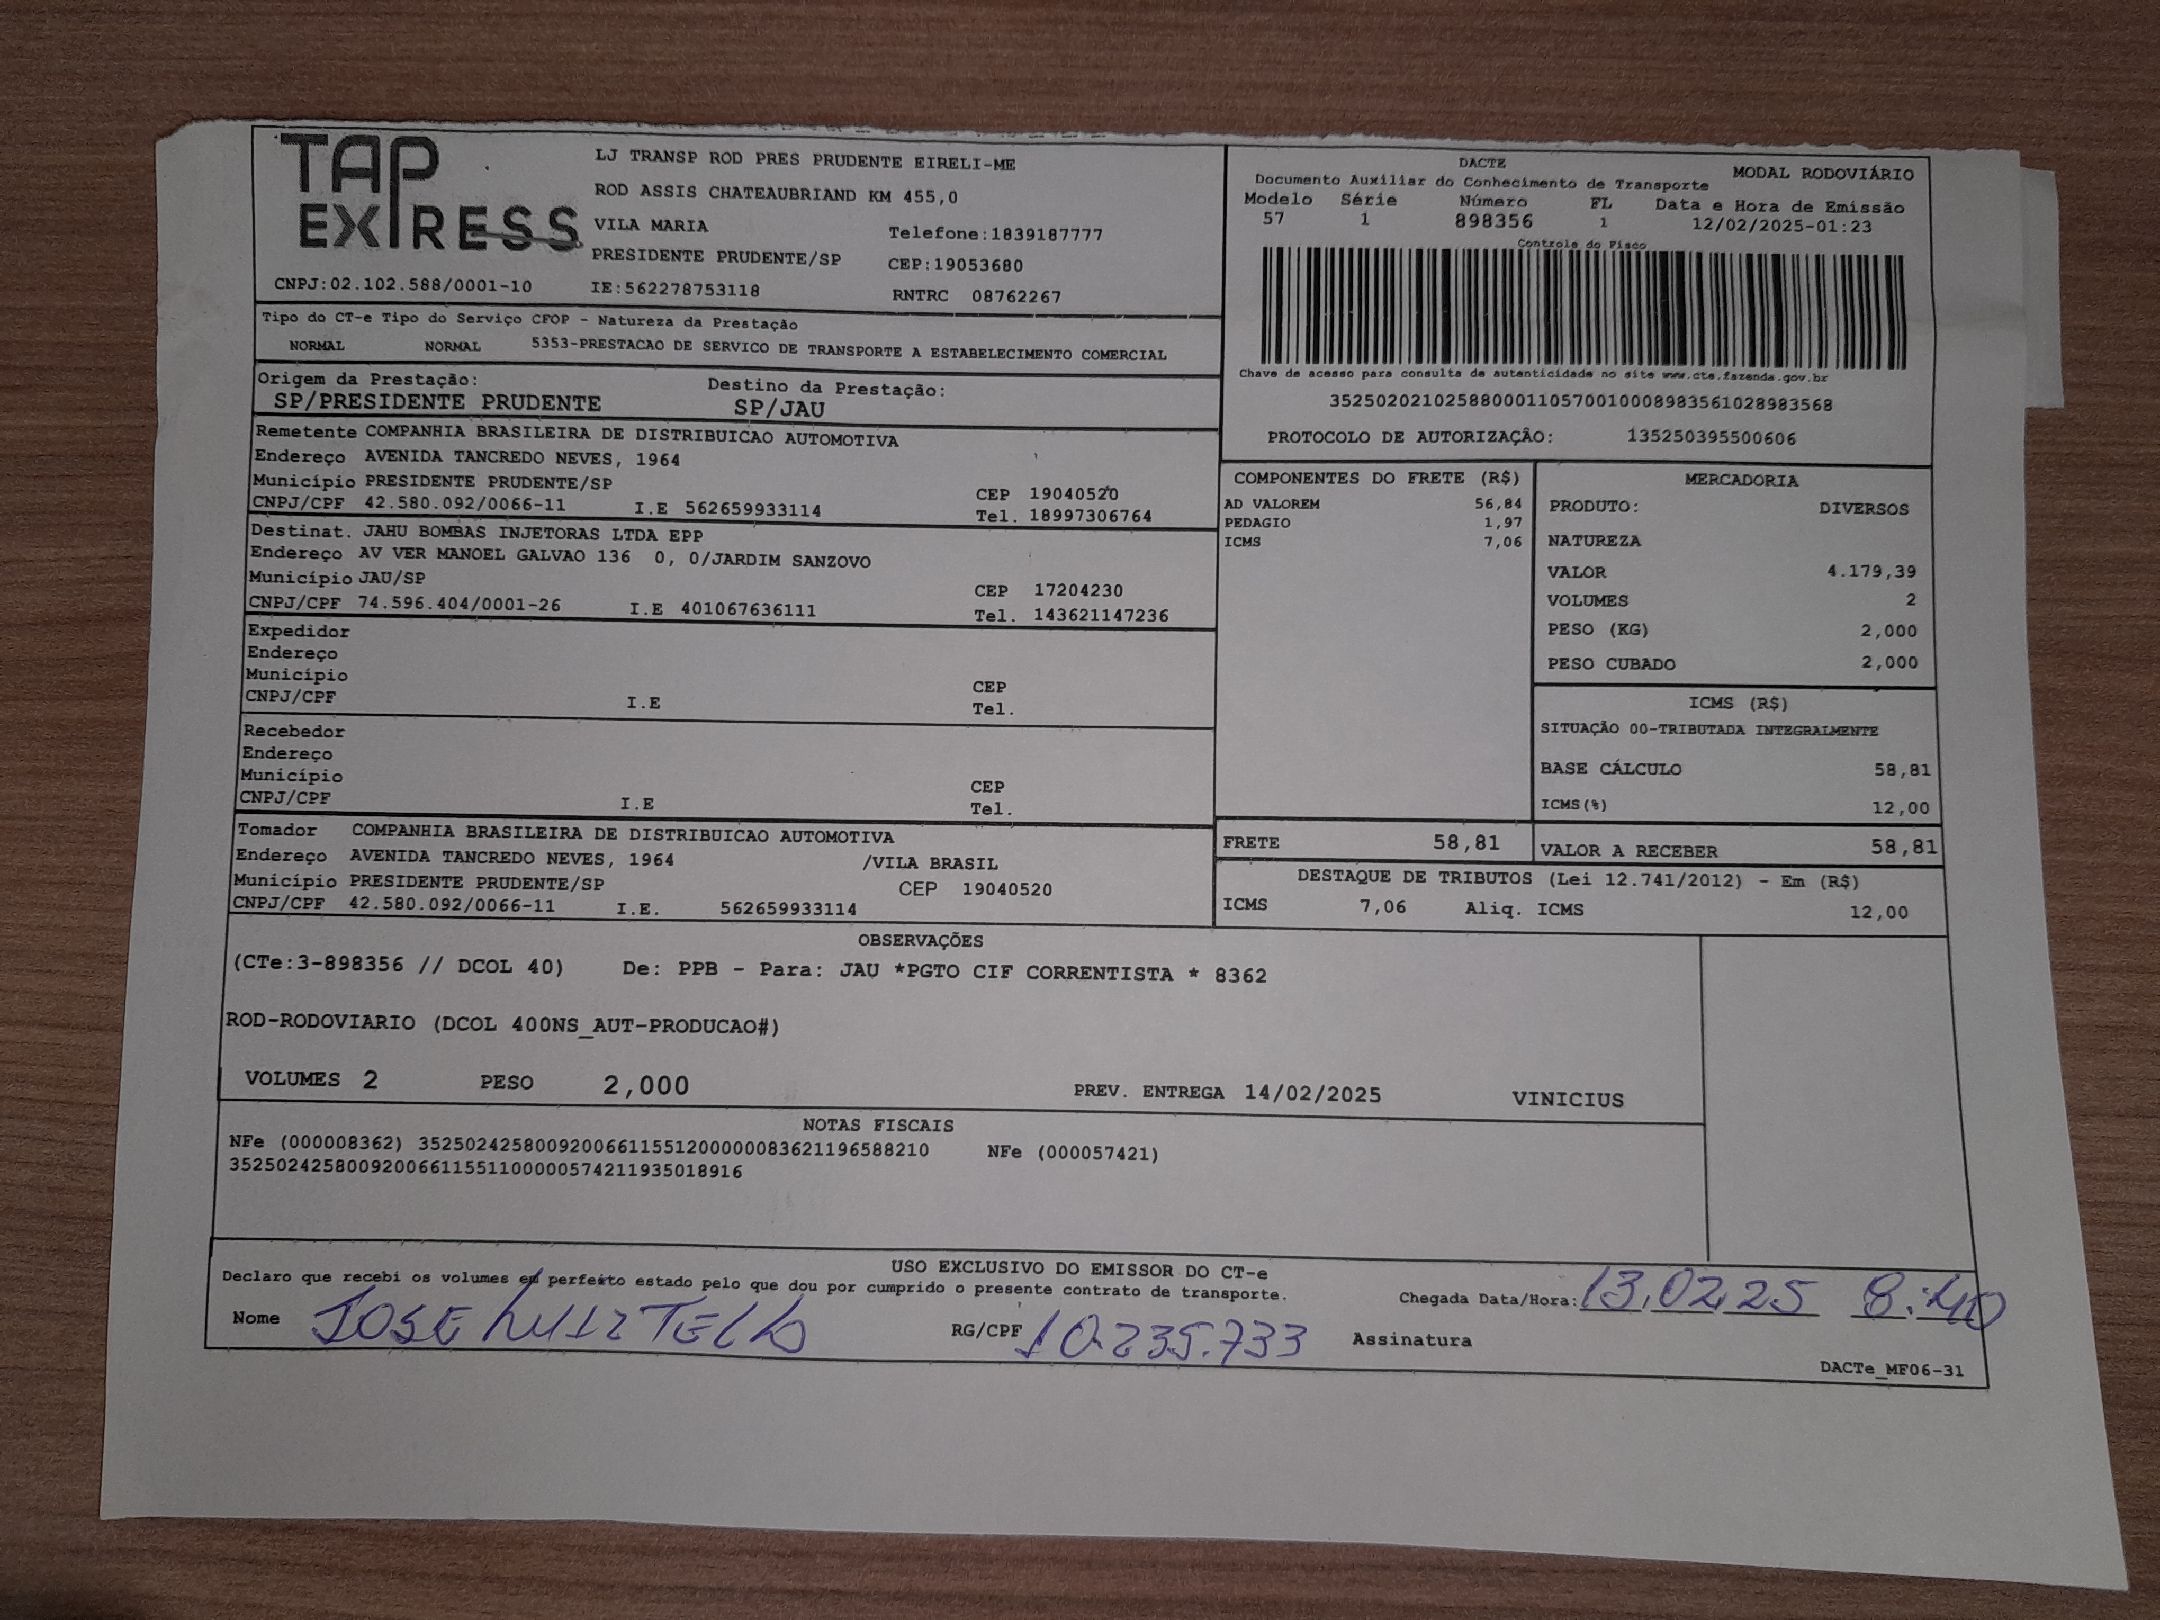 TAP
EXPRESS
LJ TRANSP ROD PRES PRUDENTE EIRELI-ME
ROD ASSIS CHATEAUBRIAND KM 455,0
VILA MARIA Telefone:1839187777
PRESIDENTE PRUDENTE/SP CEP:19053680
CNPJ:02.102.588/0001-10 IE:562278753118 RNTRC 08762267
DACTE MODAL RODOVIÁRIO
Documento Auxiliar do Conhecimento de Transporte
Modelo Série Número FL Data e Hora de Emissão
57 1 898356 1 12/02/2025-01:23
Controle do Fisco
Chave de acesso para consulta de autenticidade no site www.cte.fazenda.gov.br
35250202102588000110570010008983561028983568
PROTOCOLO DE AUTORIZAÇÃO: 135250395500606
Tipo do CT-e Tipo do Serviço CFOP - Natureza da Prestação
NORMAL NORMAL 5353-PRESTACAO DE SERVICO DE TRANSPORTE A ESTABELECIMENTO COMERCIAL
Origem da Prestação: Destino da Prestação:
SP/PRESIDENTE PRUDENTE SP/JAU
Remetente COMPANHIA BRASILEIRA DE DISTRIBUICAO AUTOMOTIVA
Endereço AVENIDA TANCREDO NEVES, 1964
Município PRESIDENTE PRUDENTE/SP CEP 19040520
CNPJ/CPF 42.580.092/0066-11 I.E 562659933114 Tel. 18997306764
Destinat. JAHU BOMBAS INJETORAS LTDA EPP
Endereço AV VER MANOEL GALVAO 136 0, 0/JARDIM SANZOVO
Município JAU/SP CEP 17204230
CNPJ/CPF 74.596.404/0001-26 I.E 401067636111 Tel. 143621147236
Expedidor
Endereço
Município CEP
CNPJ/CPF I.E Tel.
Recebedor
Endereço
Município CEP
CNPJ/CPF I.E Tel.
Tomador COMPANHIA BRASILEIRA DE DISTRIBUICAO AUTOMOTIVA
Endereço AVENIDA TANCREDO NEVES, 1964 /VILA BRASIL
Município PRESIDENTE PRUDENTE/SP CEP 19040520
CNPJ/CPF 42.580.092/0066-11 I.E. 562659933114
COMPONENTES DO FRETE (R$)
AD VALOREM 56,84
PEDAGIO 1,97
ICMS 7,06
MERCADORIA
PRODUTO: DIVERSOS
NATUREZA
VALOR 4.179,39
VOLUMES 2
PESO (KG) 2,000
PESO CUBADO 2,000
ICMS (R$)
SITUAÇÃO 00-TRIBUTADA INTEGRALMENTE
BASE CÁLCULO 58,81
ICMS(%) 12,00
FRETE 58,81 VALOR A RECEBER 58,81
DESTAQUE DE TRIBUTOS (Lei 12.741/2012) - Em (R$)
ICMS 7,06 Aliq. ICMS 12,00
OBSERVAÇÕES
(CTe:3-898356 // DCOL 40) De: PPB - Para: JAU *PGTO CIF CORRENTISTA * 8362
ROD-RODOVIARIO (DCOL 400NS_AUT-PRODUCAO#)
VOLUMES 2 PESO 2,000 PREV. ENTREGA 14/02/2025 VINICIUS
NOTAS FISCAIS
NFe (000008362) 35250242580092006611551200000083621196588210 NFe (000057421)
35250242580092006611551100000574211935018916
USO EXCLUSIVO DO EMISSOR DO CT-e
Declaro que recebi os volumes em perfeito estado pelo que dou por cumprido o presente contrato de transporte.
Chegada Data/Hora: 13.02.25 8:40
Nome JOSE LUIZ TELLO RG/CPF 10.235.733 Assinatura
DACTe_MF06-31